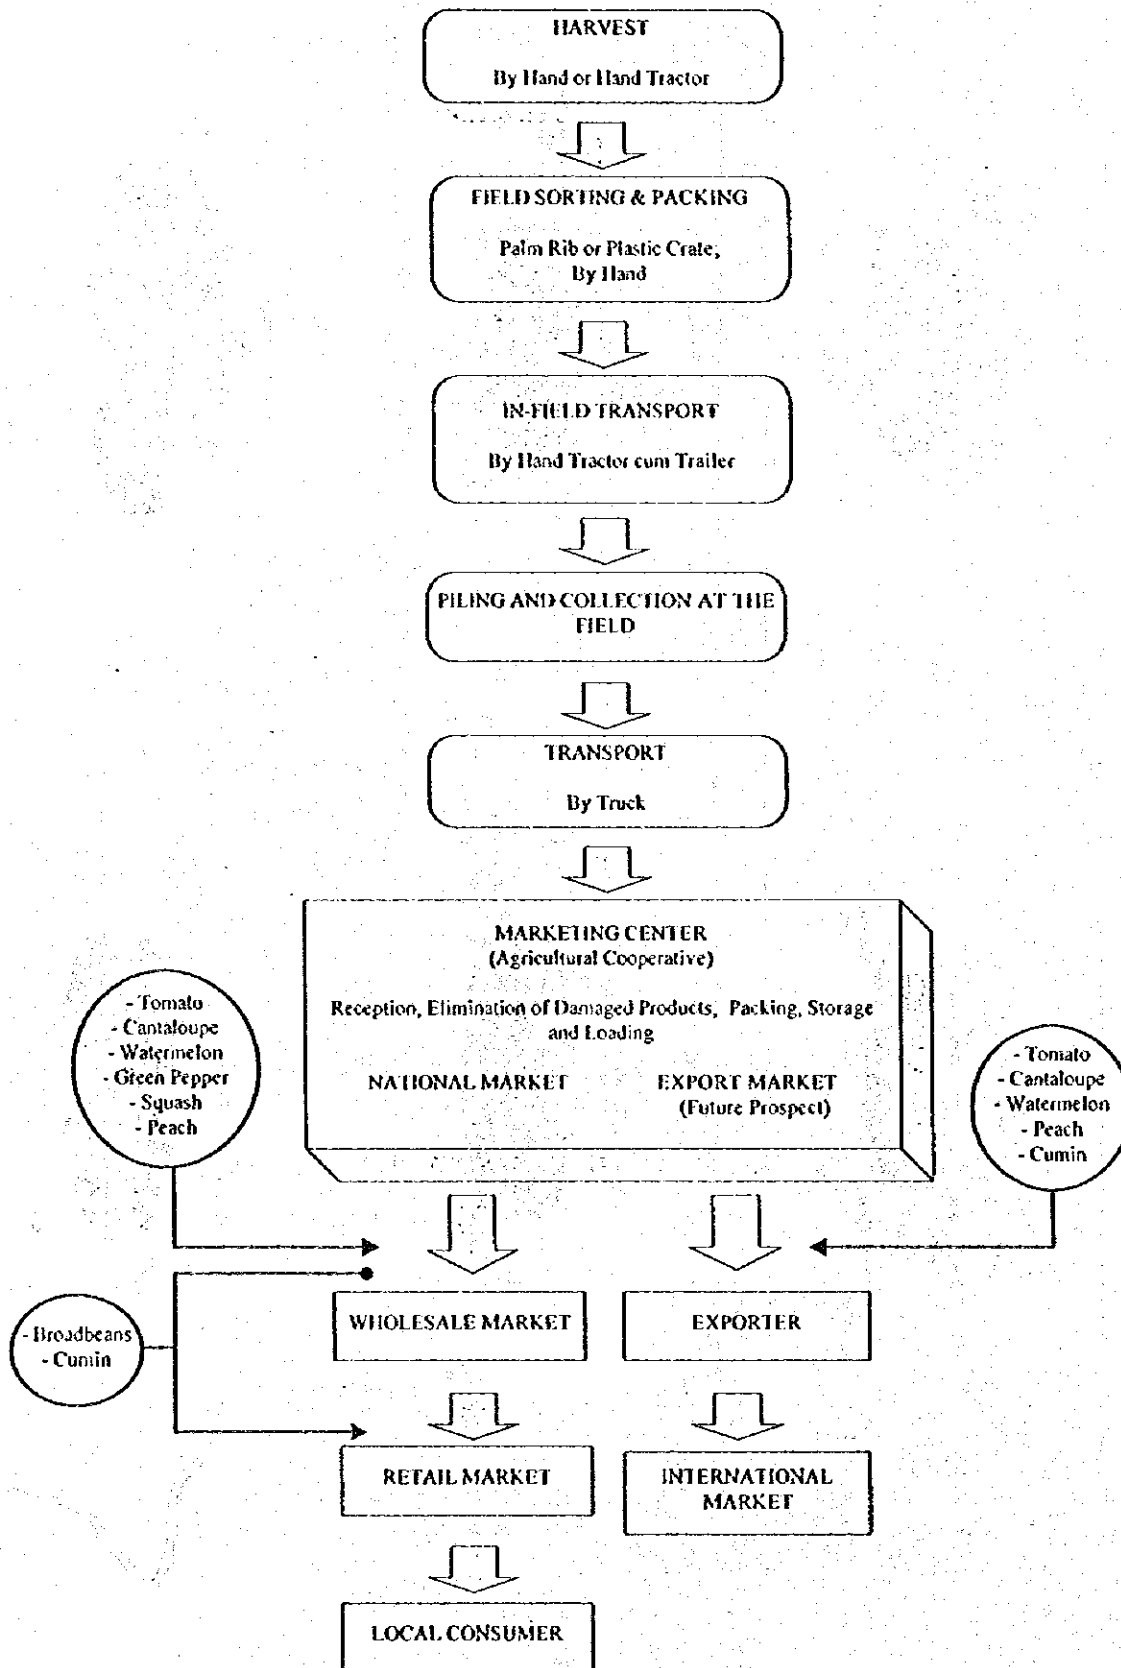 HARVEST
By Hand or Hand Tractor
FIELD SORTING & PACKING
Palm Rib or Plastic Crate,
By Hand
IN-FIELD TRANSPORT
By Hand Tractor cum Trailer
PILING AND COLLECTION AT THE
FIELD
TRANSPORT
By Truck
MARKETING CENTER
(Agricultural Cooperative)
Reception, Elimination of Damaged Products, Packing, Storage
and Loading
NATIONAL MARKET
EXPORT MARKET
(Future Prospect)
- Tomato
- Cantaloupe
- Watermelon
- Green Pepper
- Squash
- Peach
- Tomato
- Cantaloupe
- Watermelon
- Peach
- Cumin
- Broadbeans
- Cumin
WHOLESALE MARKET
EXPORTER
RETAIL MARKET
INTERNATIONAL
MARKET
LOCAL CONSUMER